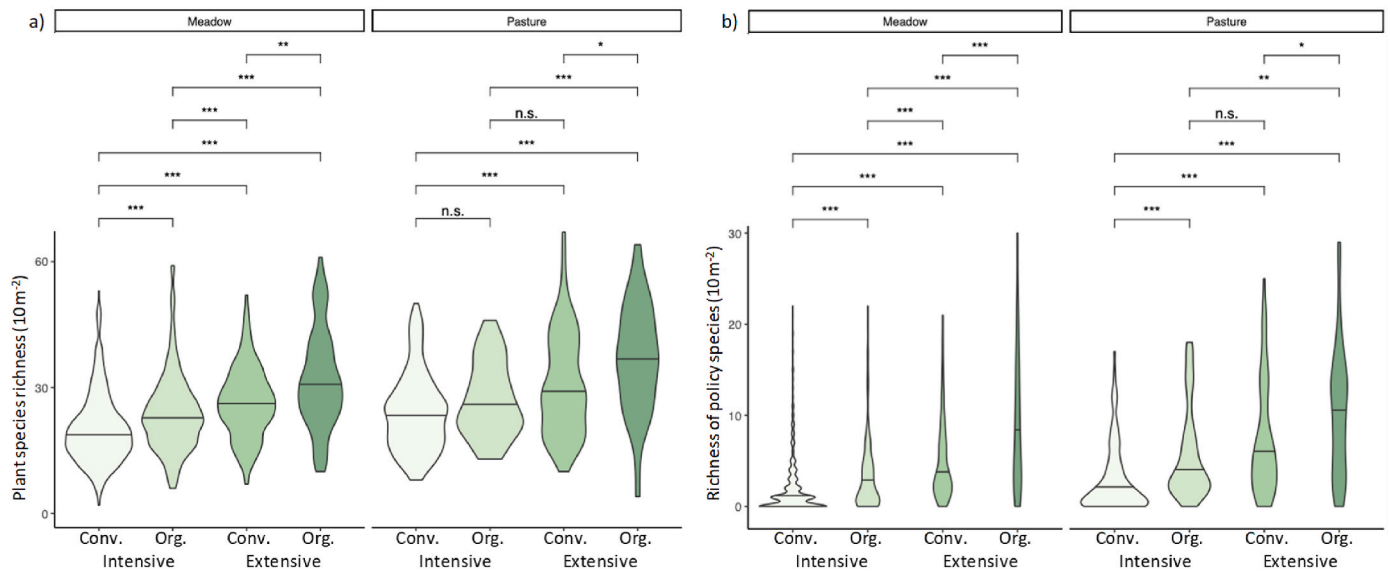 a)
Meadow
Pasture
**
***
***
***
***
***
*
***
n.s.
***
***
n.s.
Plant species richness (10 m-2)
60
30
0
Conv. Org. Conv. Org.
Intensive Extensive
Conv. Org. Conv. Org.
Intensive Extensive
b)
Meadow
Pasture
***
***
***
***
***
***
*
**
n.s.
***
***
***
Richness of policy species (10 m-2)
30
20
10
0
Conv. Org. Conv. Org.
Intensive Extensive
Conv. Org. Conv. Org.
Intensive Extensive